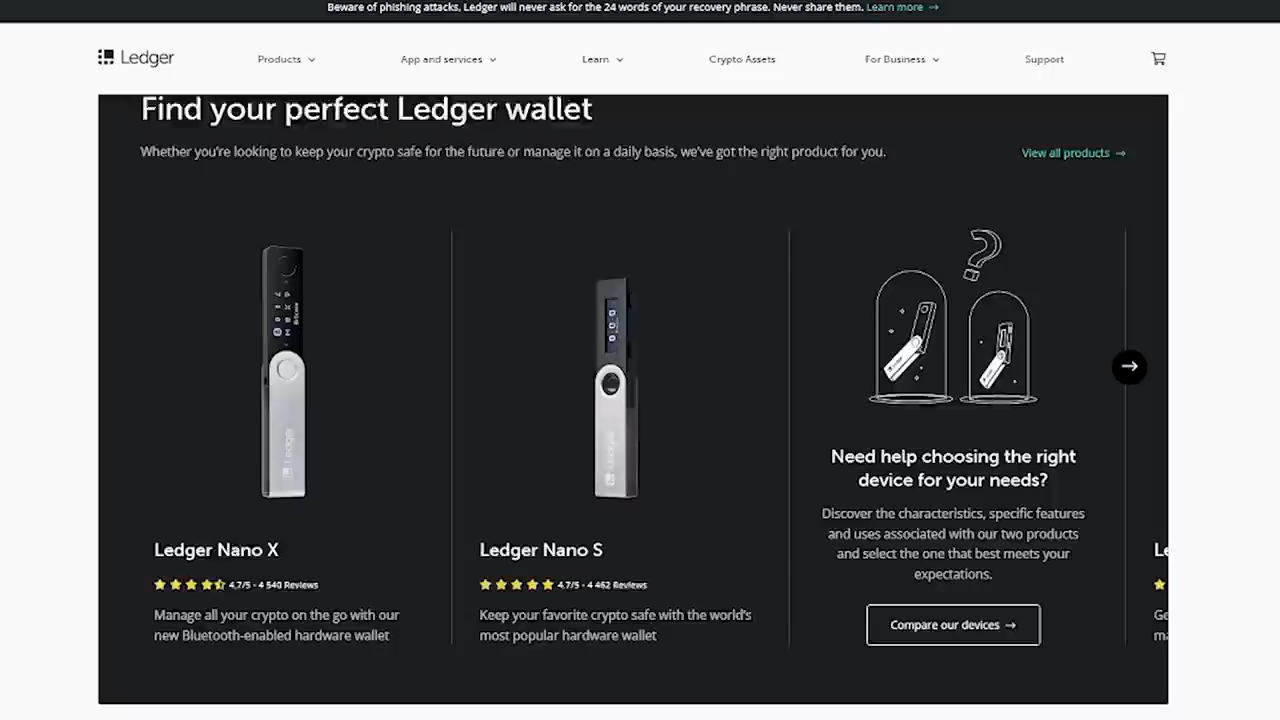 Beware of phishing attacks, Ledger will never ask for the 24 words of your recovery phrase. Never share them. Learn more →
Ledger
Products
App and services
Learn
Crypto Assets
For Business
Support
Find your perfect Ledger wallet
Whether you're looking to keep your crypto safe for the future or manage it on a daily basis, we've got the right product for you.
View all products →
Bitcoin
Ledger
Ledger
Need help choosing the right
device for your needs?
Discover the characteristics, specific features
and uses associated with our two products
and select the one that best meets your
expectations.
Compare our devices →
Ledger Nano X
4.7/5 - 4 540 Reviews
Manage all your crypto on the go with our
new Bluetooth-enabled hardware wallet
Ledger Nano S
4.7/5 - 4 462 Reviews
Keep your favorite crypto safe with the world's
most popular hardware wallet
Le
Ge
ma